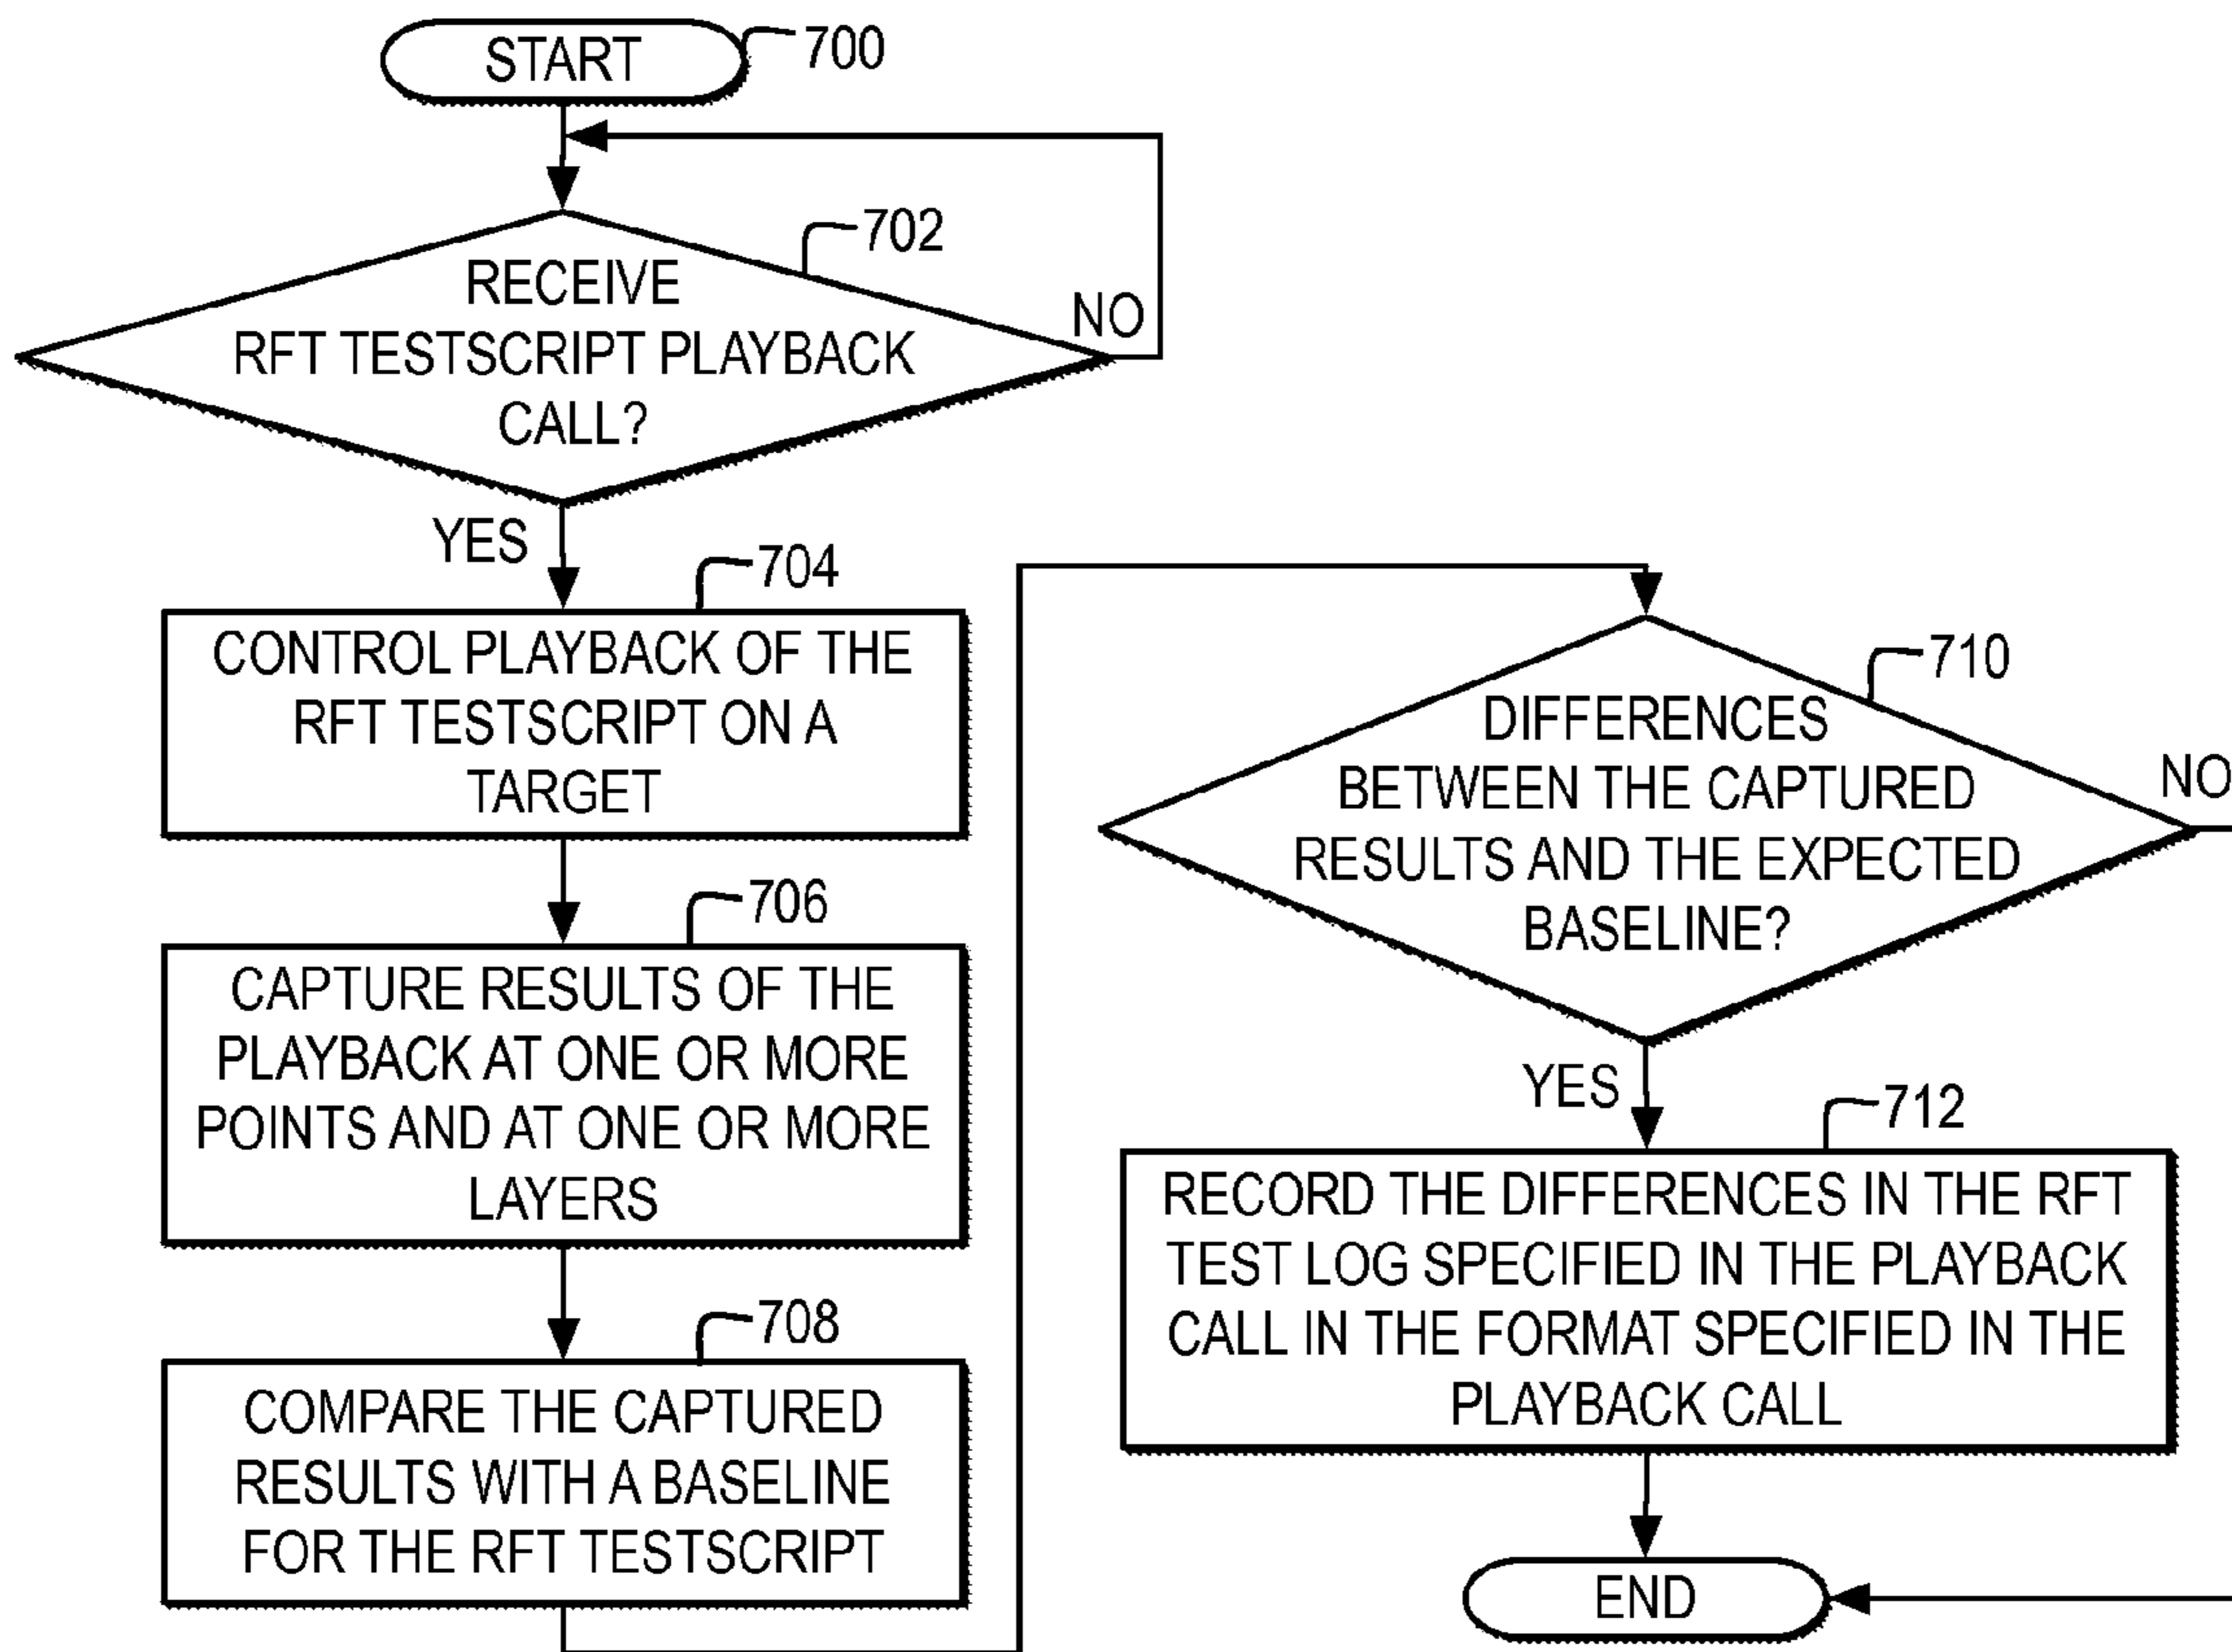 START
700
702
RECEIVE
RFT TESTSCRIPT PLAYBACK
CALL?
NO
YES
704
CONTROL PLAYBACK OF THE
RFT TESTSCRIPT ON A
TARGET
706
CAPTURE RESULTS OF THE
PLAYBACK AT ONE OR MORE
POINTS AND AT ONE OR MORE
LAYERS
708
COMPARE THE CAPTURED
RESULTS WITH A BASELINE
FOR THE RFT TESTSCRIPT
710
DIFFERENCES
BETWEEN THE CAPTURED
RESULTS AND THE EXPECTED
BASELINE?
NO
YES
712
RECORD THE DIFFERENCES IN THE RFT
TEST LOG SPECIFIED IN THE PLAYBACK
CALL IN THE FORMAT SPECIFIED IN THE
PLAYBACK CALL
END